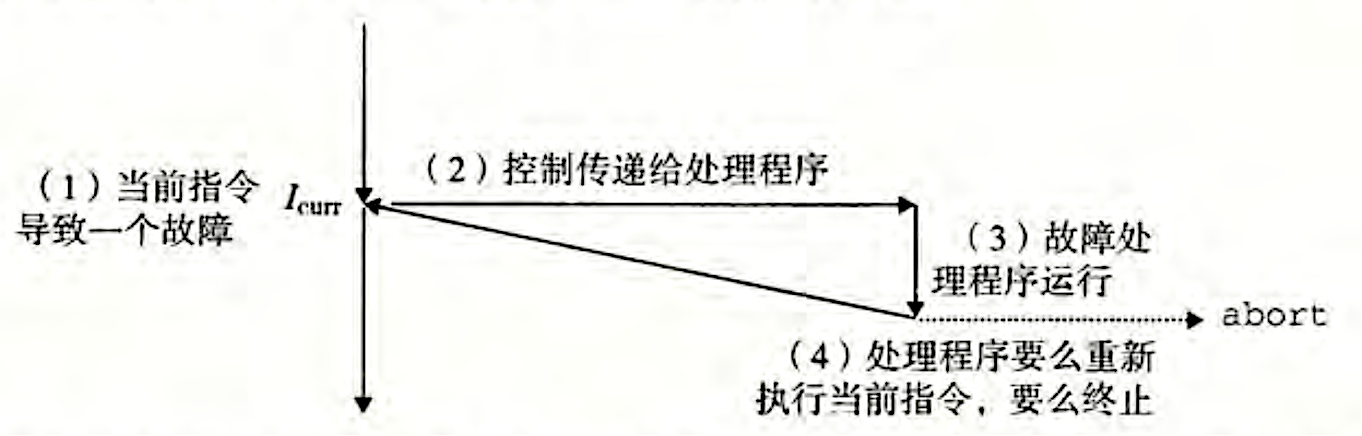 （2）控制传递给处理程序
（1）当前指令
导致一个故障
Icurr
（3）故障处
理程序运行
abort
（4）处理程序要么重新
执行当前指令，要么终止